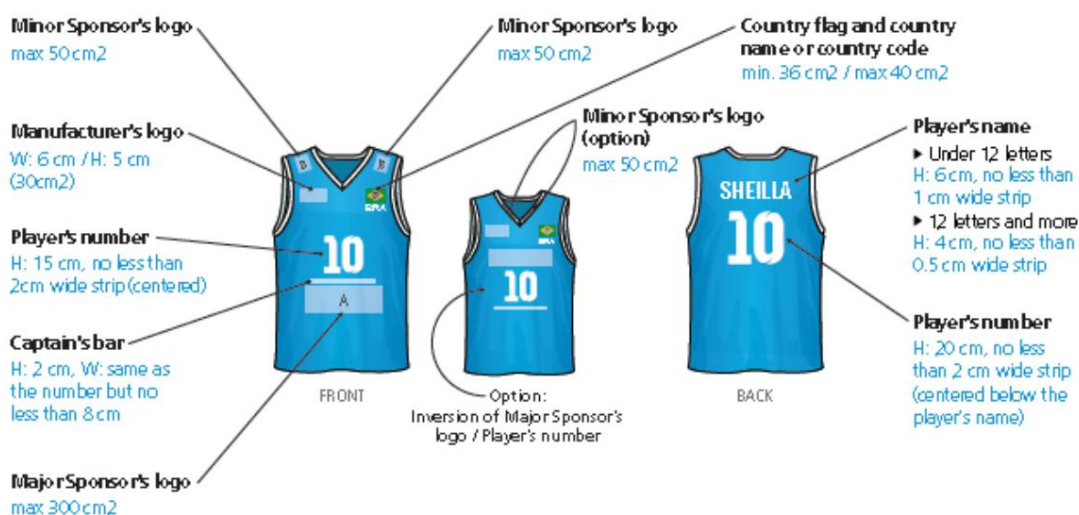 Minor Sponsor's logo
max 50 cm2
Minor Sponsor's logo
max 50 cm2
Country flag and country
name or country code
min. 36 cm2 / max 40 cm2
Manufacturer's logo
W: 6 cm / H: 5 cm
(30cm2)
Minor Sponsor's logo
(option)
max 50 cm2
Player's name
▸ Under 12 letters
H: 6 cm, no less than
1 cm wide strip
▸ 12 letters and more
H: 4 cm, no less than
0.5 cm wide strip
Player's number
H: 15 cm, no less than
2cm wide strip (centered)
Captain's bar
H: 2 cm, W: same as
the number but no
less than 8 cm
Major Sponsor's logo
max 300 cm2
BRA
10
A
FRONT
BRA
10
Option:
Inversion of Major Sponsor's
logo / Player's number
SHEILLA
10
BACK
Player's number
H: 20 cm, no less
than 2 cm wide strip
(centered below the
player's name)